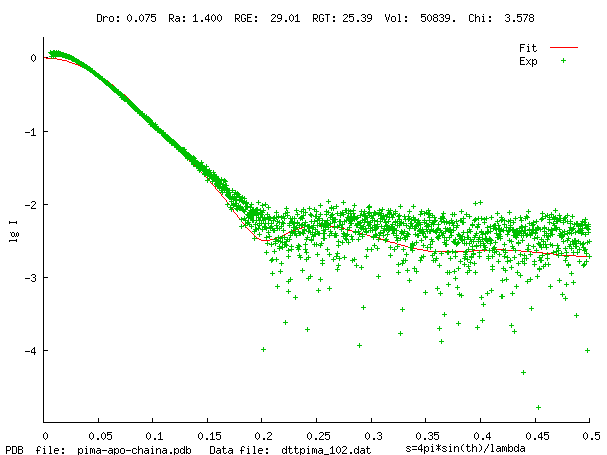 Dro: 0.075 Ra: 1.400 RGE: 29.01 RGT: 25.39 Vol: 50839. Chi: 3.578
Fit
Exp
0
-1
-2
lg I
-3
-4
0 0.05 0.1 0.15 0.2 0.25 0.3 0.35 0.4 0.45 0.5
PDB file: pima-apo-chaina.pdb Data file: dttpima_102.dat s=4pi*sin(th)/lambda